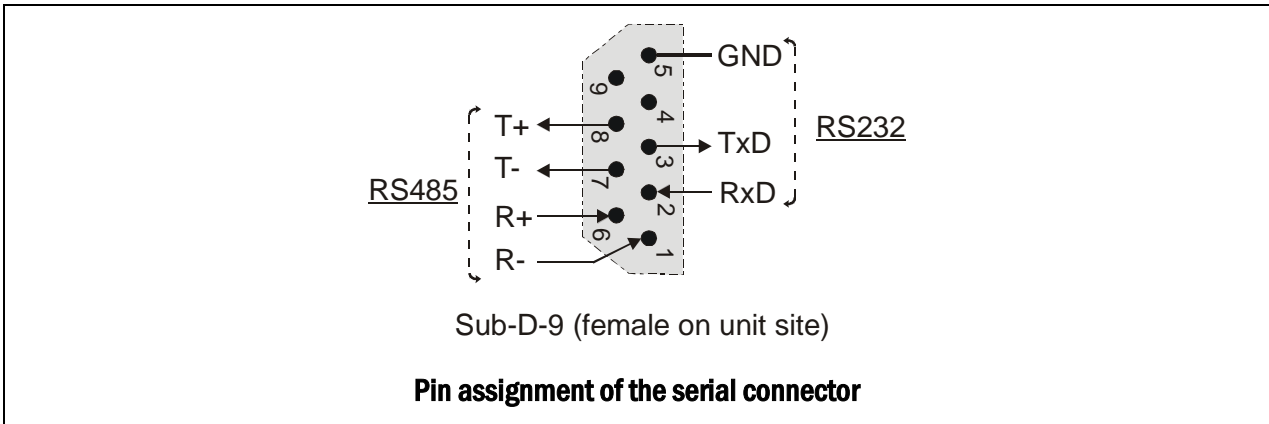 GND
5
9
4
T+
8
RS232
3
TxD
T-
7
RS485
2
RxD
R+
6
R-
1
Sub-D-9 (female on unit site)
Pin assignment of the serial connector